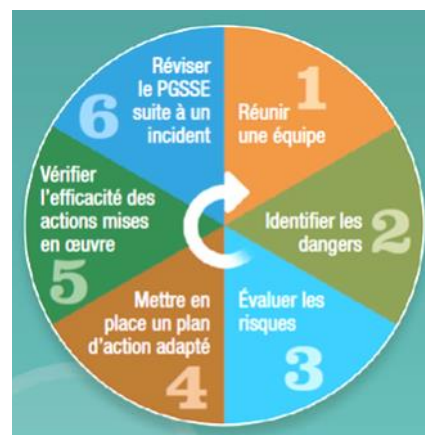 1
Réunir
une équipe
2
Identifier les
dangers
3
Évaluer les
risques
4
Mettre en
place un plan
d'action adapté
5
Vérifier
l'efficacité des
actions mises
en œuvre
6
Réviser
le PGSSE
suite à un
incident